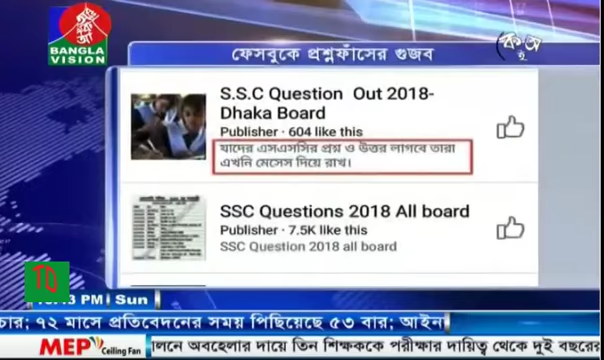 BANGLA
VISION
ফেসবুকে প্রশ্নফাঁসের গুজব
S.S.C Question Out 2018-
Dhaka Board
Publisher · 604 like this
যাদের এসএসসির প্রশ্ন ও উত্তর লাগবে তারা
এখনি মেসেস দিয়ে রাখ।
SSC Questions 2018 All board
Publisher · 7.5K like this
SSC Question 2018 all board
TD
PM Sun
৭২ মাসে প্রতিবেদনের সময় পিছিয়েছে ৫৩ বার; আইন
MEP Ceiling Fan
লনে অবহেলার দায়ে তিন শিক্ষককে পরীক্ষার দায়িত্ব থেকে দুই বছরের